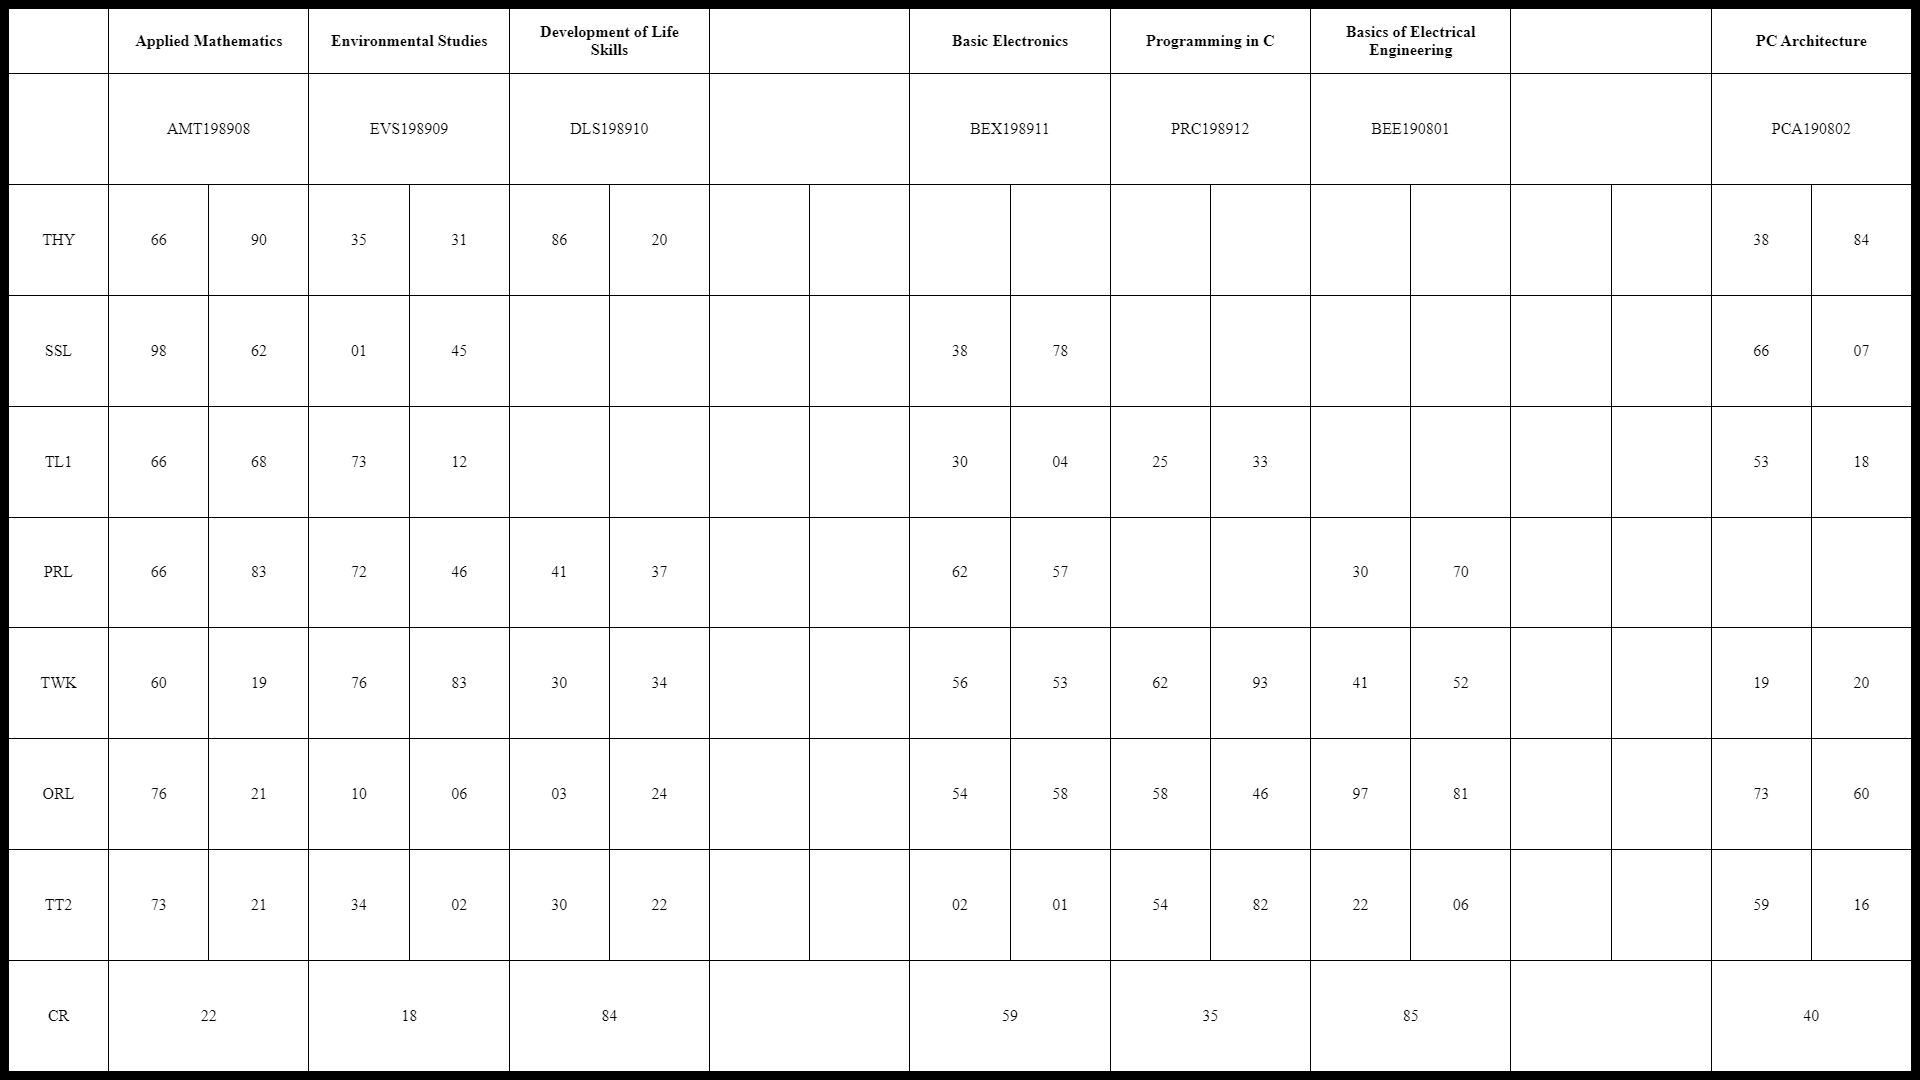 Applied Mathematics Environmental Studies Development of Life Skills Basic Electronics Programming in C Basics of Electrical Engineering PC Architecture
AMT198908 EVS198909 DLS198910 BEX198911 PRC198912 BEE190801 PCA190802
THY 66 90 35 31 86 20 38 84
SSL 98 62 01 45 38 78 66 07
TL1 66 68 73 12 30 04 25 33 53 18
PRL 66 83 72 46 41 37 62 57 30 70
TWK 60 19 76 83 30 34 56 53 62 93 41 52 19 20
ORL 76 21 10 06 03 24 54 58 58 46 97 81 73 60
TT2 73 21 34 02 30 22 02 01 54 82 22 06 59 16
CR 22 18 84 59 35 85 40